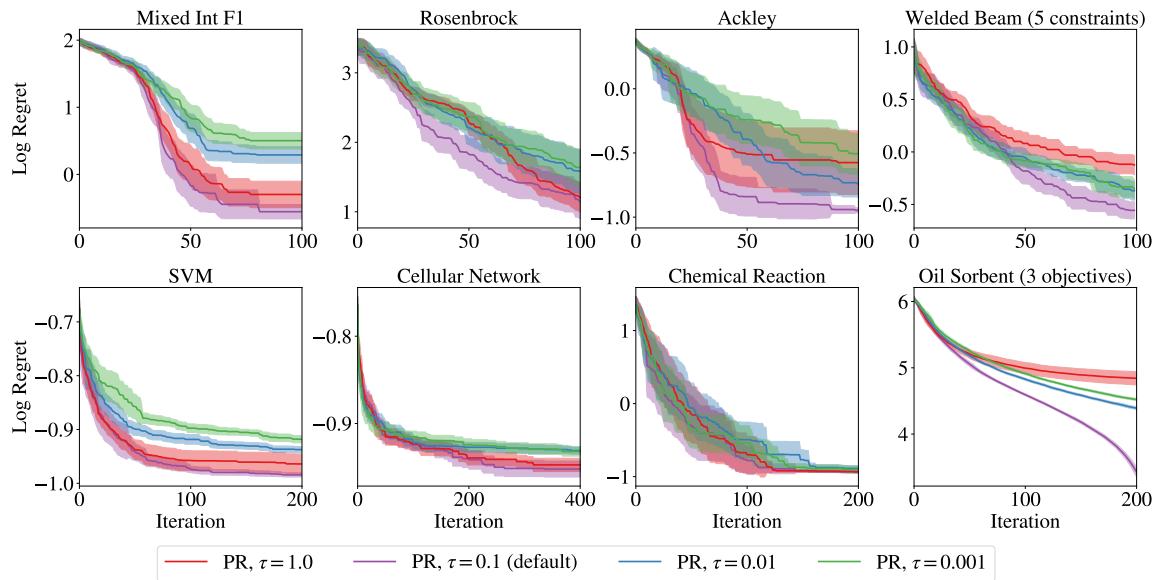 Mixed Int F1
Rosenbrock
Ackley
Welded Beam (5 constraints)
Log Regret
2
1
0
0
50
100
3
2
1
0
50
100
0.0
−0.5
−1.0
0
50
100
1.0
0.5
0.0
−0.5
0
50
100
SVM
Cellular Network
Chemical Reaction
Oil Sorbent (3 objectives)
Log Regret
−0.7
−0.8
−0.9
−1.0
0
100
200
Iteration
−0.8
−0.9
0
200
400
Iteration
1
0
−1
0
100
200
Iteration
6
5
4
0
100
200
Iteration
PR, τ = 1.0
PR, τ = 0.1 (default)
PR, τ = 0.01
PR, τ = 0.001